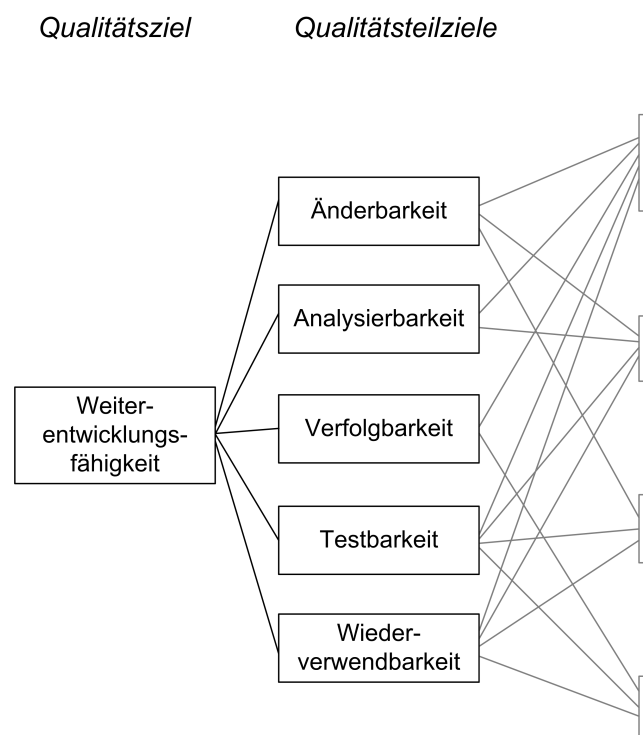 Qualitätsziel
Qualitätsteilziele
Änderbarkeit
Analysierbarkeit
Weiter-
entwicklungs-
fähigkeit
Verfolgbarkeit
Testbarkeit
Wieder-
verwendbarkeit